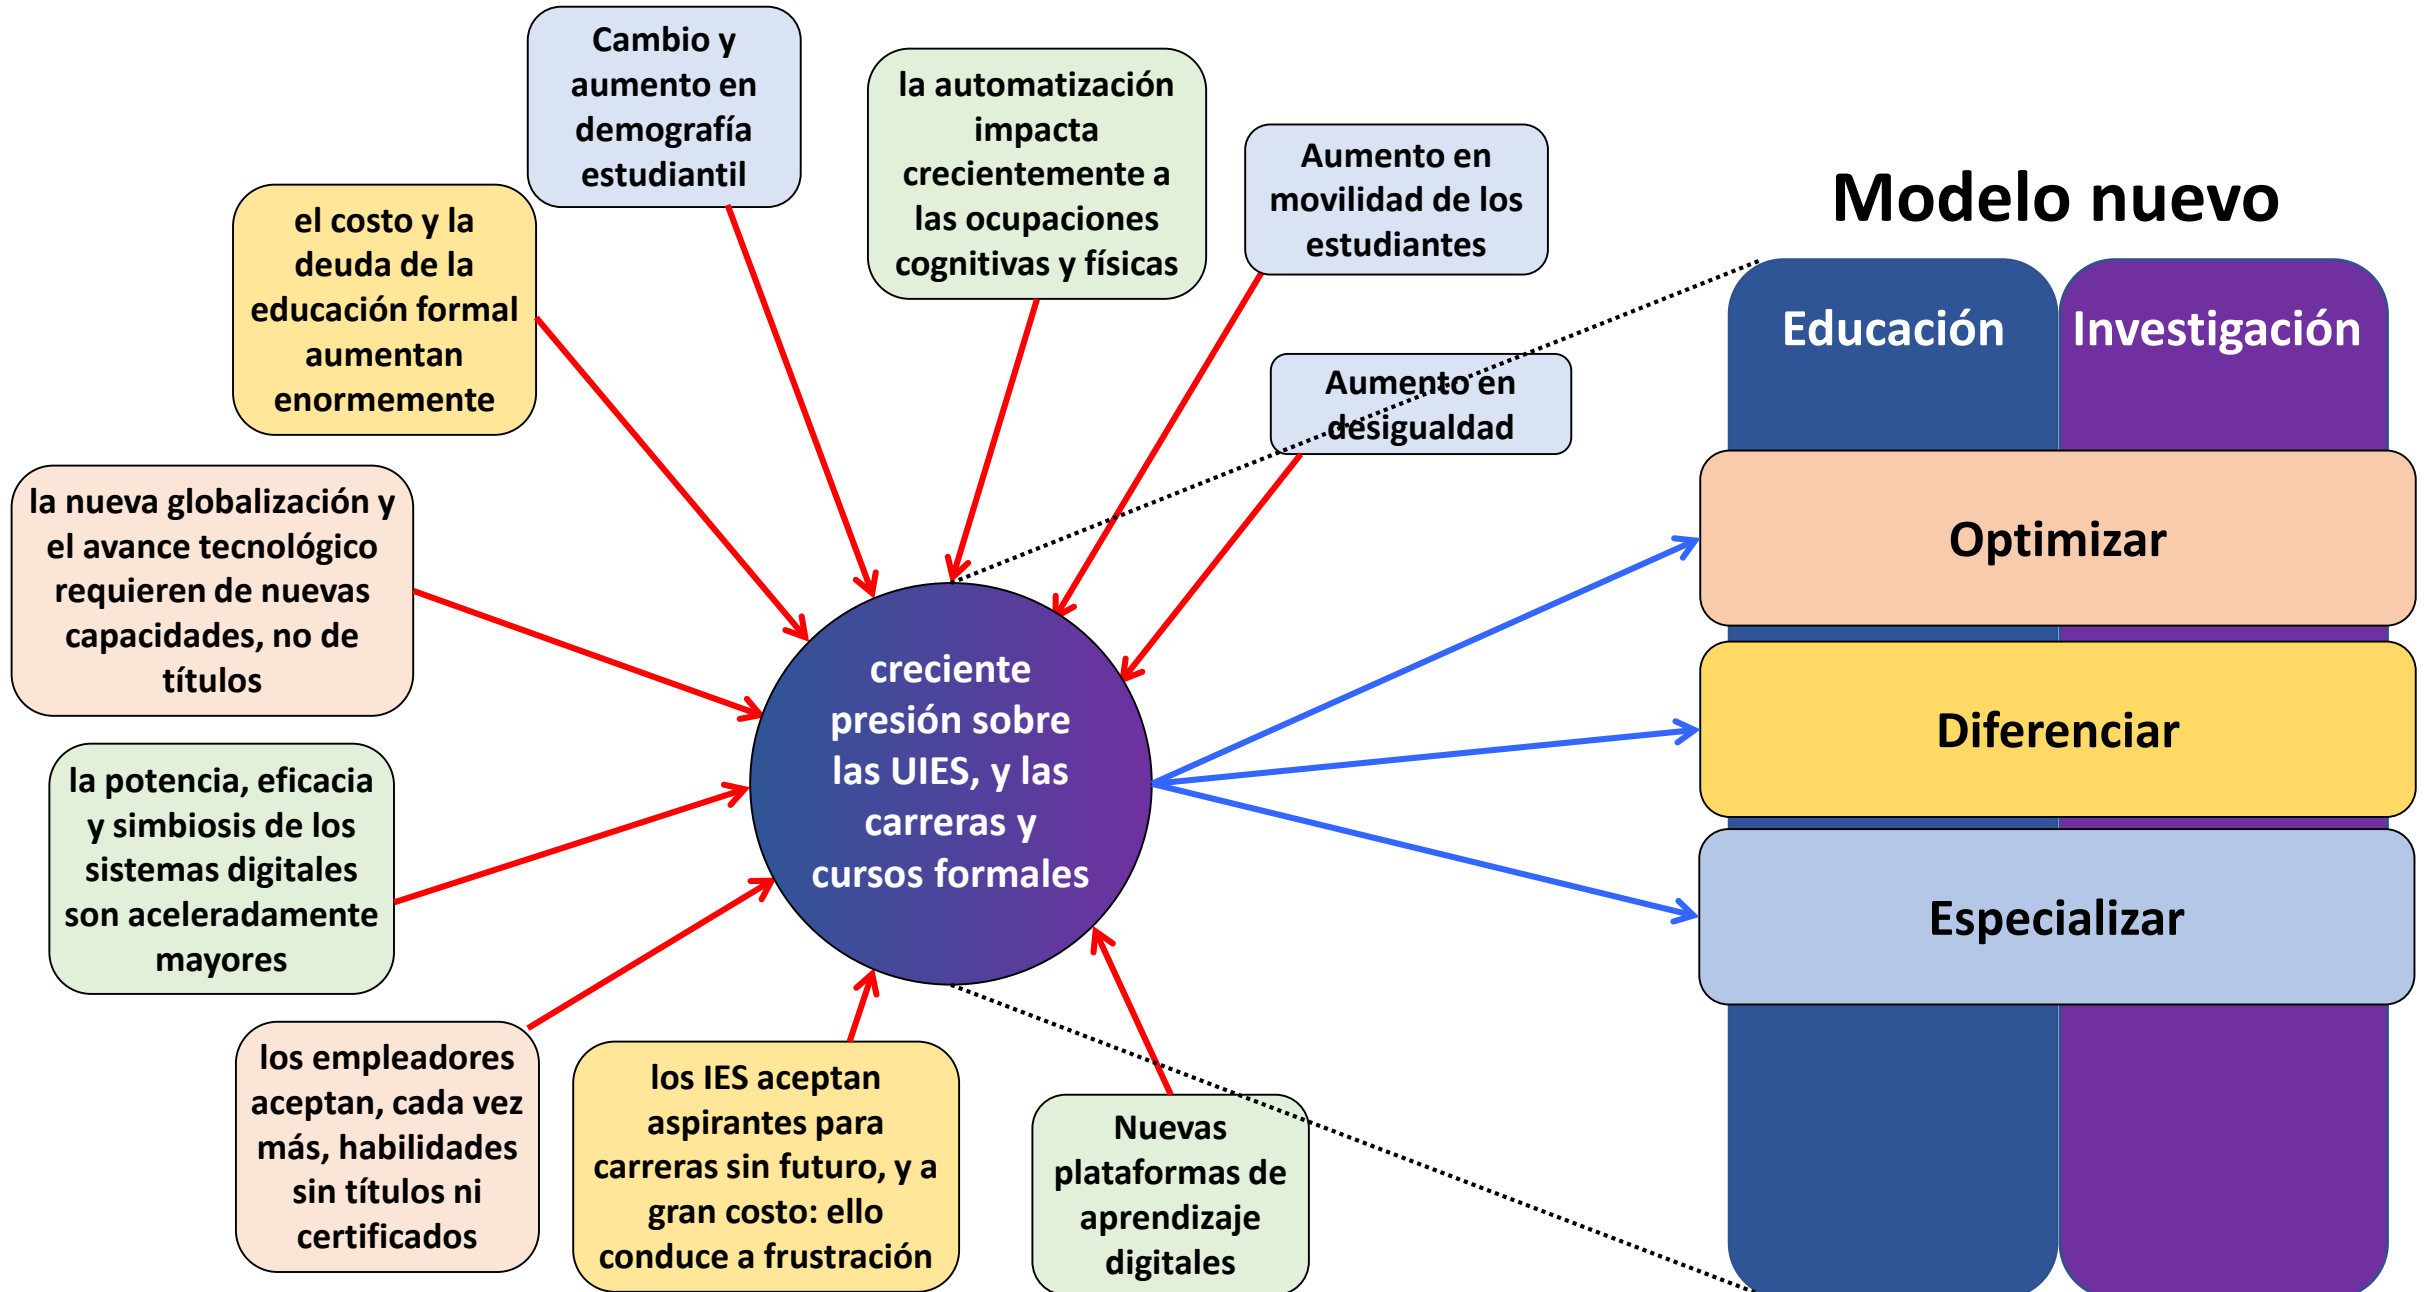 Cambio y
aumento en
demografía
estudiantil
la automatización
impacta
crecientemente a
las ocupaciones
cognitivas y físicas
Aumento en
movilidad de los
estudiantes
Aumento en
desigualdad
el costo y la
deuda de la
educación formal
aumentan
enormemente
la nueva globalización y
el avance tecnológico
requieren de nuevas
capacidades, no de
títulos
la potencia, eficacia
y simbiosis de los
sistemas digitales
son aceleradamente
mayores
los empleadores
aceptan, cada vez
más, habilidades
sin títulos ni
certificados
los IES aceptan
aspirantes para
carreras sin futuro, y a
gran costo: ello
conduce a frustración
Nuevas
plataformas de
aprendizaje
digitales
creciente
presión sobre
las UIES, y las
carreras y
cursos formales
Modelo nuevo
Educación
Investigación
Optimizar
Diferenciar
Especializar